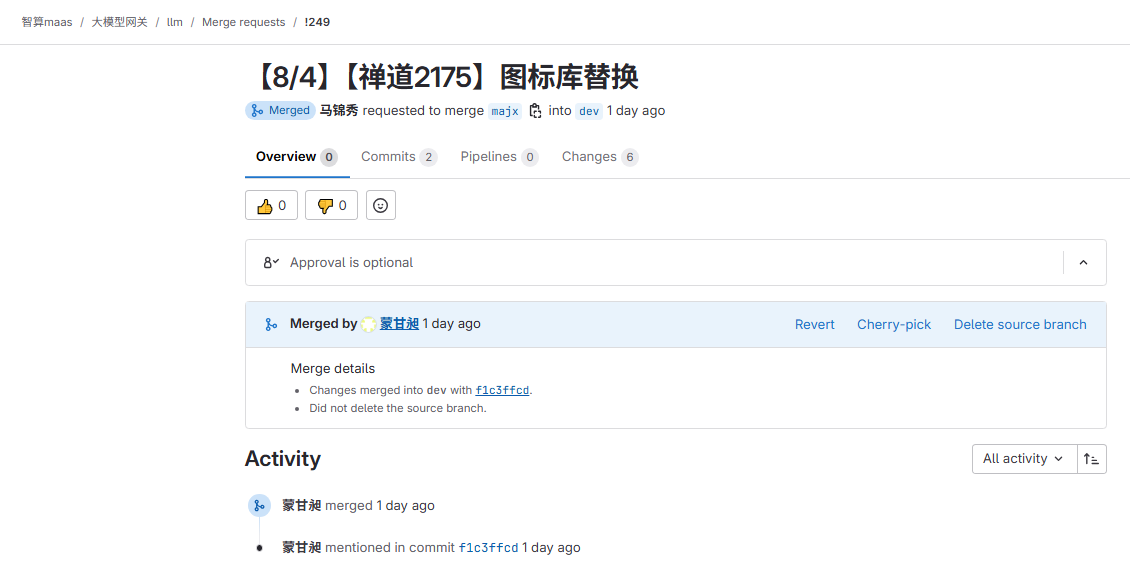 智算maas / 大模型网关 / llm / Merge requests / !249
【8/4】【禅道2175】图标库替换
Merged 马锦秀 requested to merge majx into dev 1 day ago
Overview 0 Commits 2 Pipelines 0 Changes 6
0 0
Approval is optional
Merged by 蒙甘昶 1 day ago Revert Cherry-pick Delete source branch
Merge details
Changes merged into dev with f1c3ffcd.
Did not delete the source branch.
Activity All activity
蒙甘昶 merged 1 day ago
蒙甘昶 mentioned in commit f1c3ffcd 1 day ago